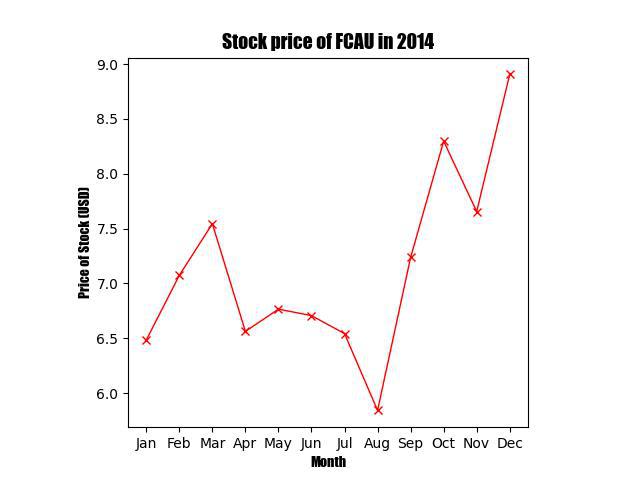 Stock price of FCAU in 2014
Price of Stock (USD)
9.0
8.5
8.0
7.5
7.0
6.5
6.0
Jan Feb Mar Apr May Jun Jul Aug Sep Oct Nov Dec
Month